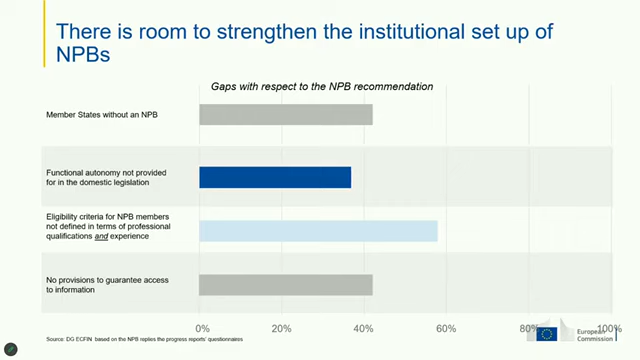 There is room to strengthen the institutional set up of
NPBs
Gaps with respect to the NPB recommendation
Member States without an NPB
Functional autonomy not provided
for in the domestic legislation
Eligibility criteria for NPB members
not defined in terms of professional
qualifications and experience
No provisions to guarantee access
to information
0% 20% 40% 60% 80% 100%
Source: DG ECFIN based on the NPB replies the progress reports' questionnaires
European
Commission